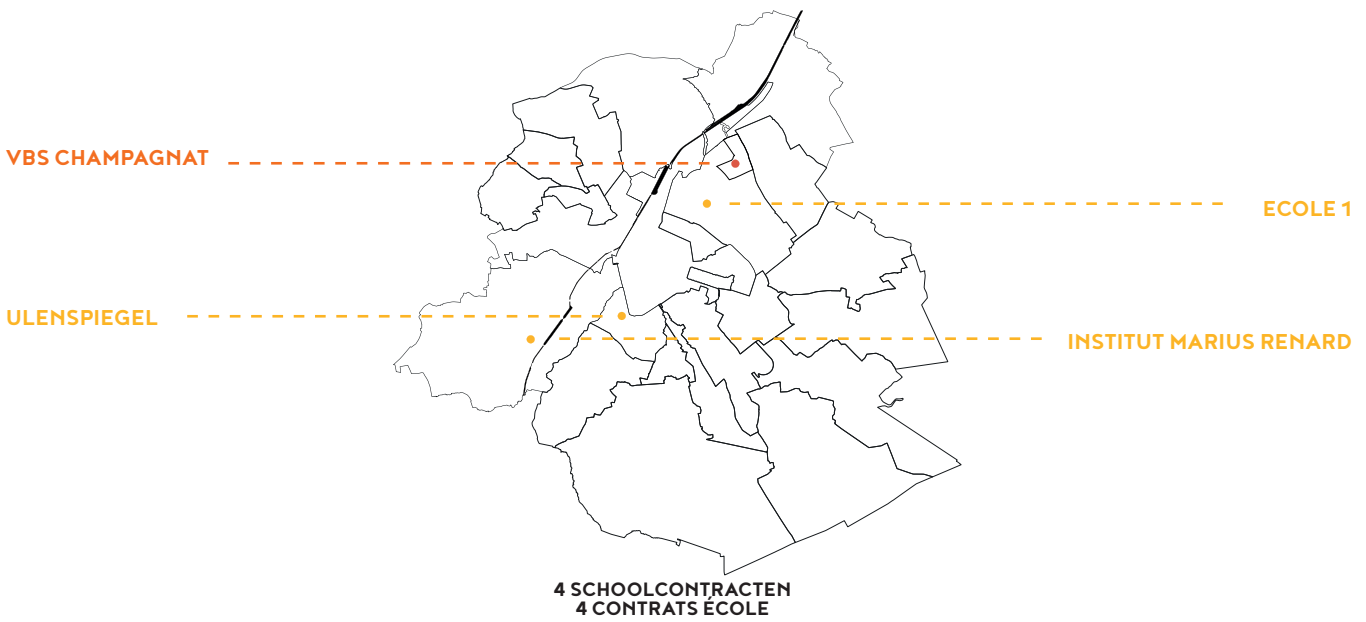 VBS CHAMPAGNAT
ECOLE 1
ULENSPIEGEL
INSTITUT MARIUS RENARD
4 SCHOOLCONTRACTEN
4 CONTRATS ÉCOLE